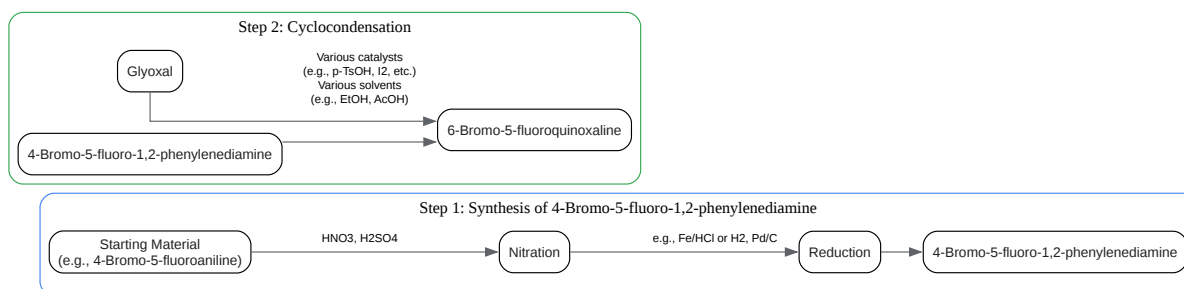 Step 2: Cyclocondensation
Glyoxal
Various catalysts
(e.g., p-TsOH, I2, etc.)
Various solvents
(e.g., EtOH, AcOH)
6-Bromo-5-fluoroquinoxaline
4-Bromo-5-fluoro-1,2-phenylenediamine
Step 1: Synthesis of 4-Bromo-5-fluoro-1,2-phenylenediamine
Starting Material
(e.g., 4-Bromo-5-fluoroaniline)
HNO3, H2SO4
Nitration
e.g., Fe/HCl or H2, Pd/C
Reduction
4-Bromo-5-fluoro-1,2-phenylenediamine